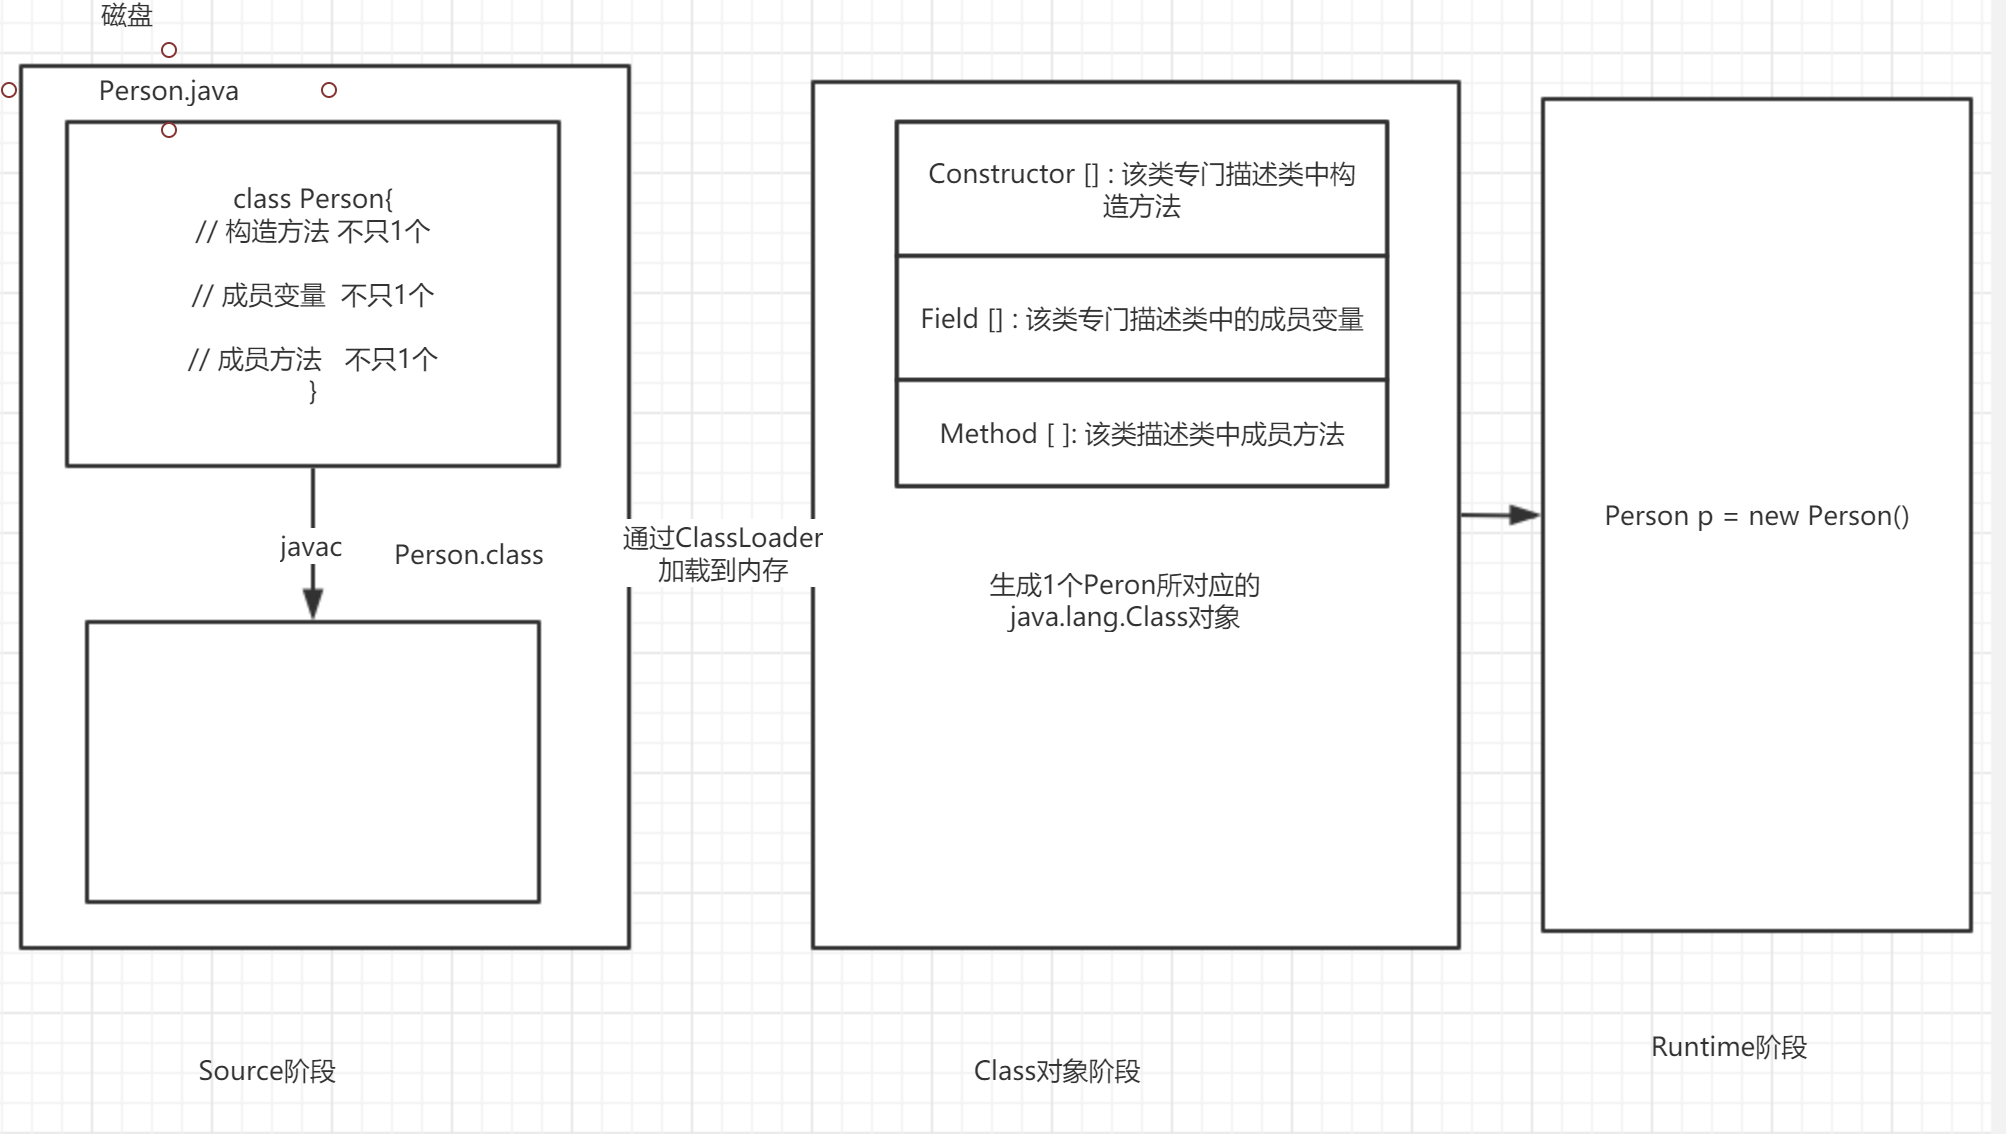 磁盘
Person.java
class Person{
// 构造方法 不只1个
// 成员变量  不只1个
// 成员方法   不只1个
}
javac
Person.class
通过ClassLoader
加载到内存
Constructor [] : 该类专门描述类中构
造方法
Field [] : 该类专门描述类中的成员变量
Method [ ]: 该类描述类中成员方法
生成1个Peron所对应的
java.lang.Class对象
Person p = new Person()
Source阶段
Class对象阶段
Runtime阶段